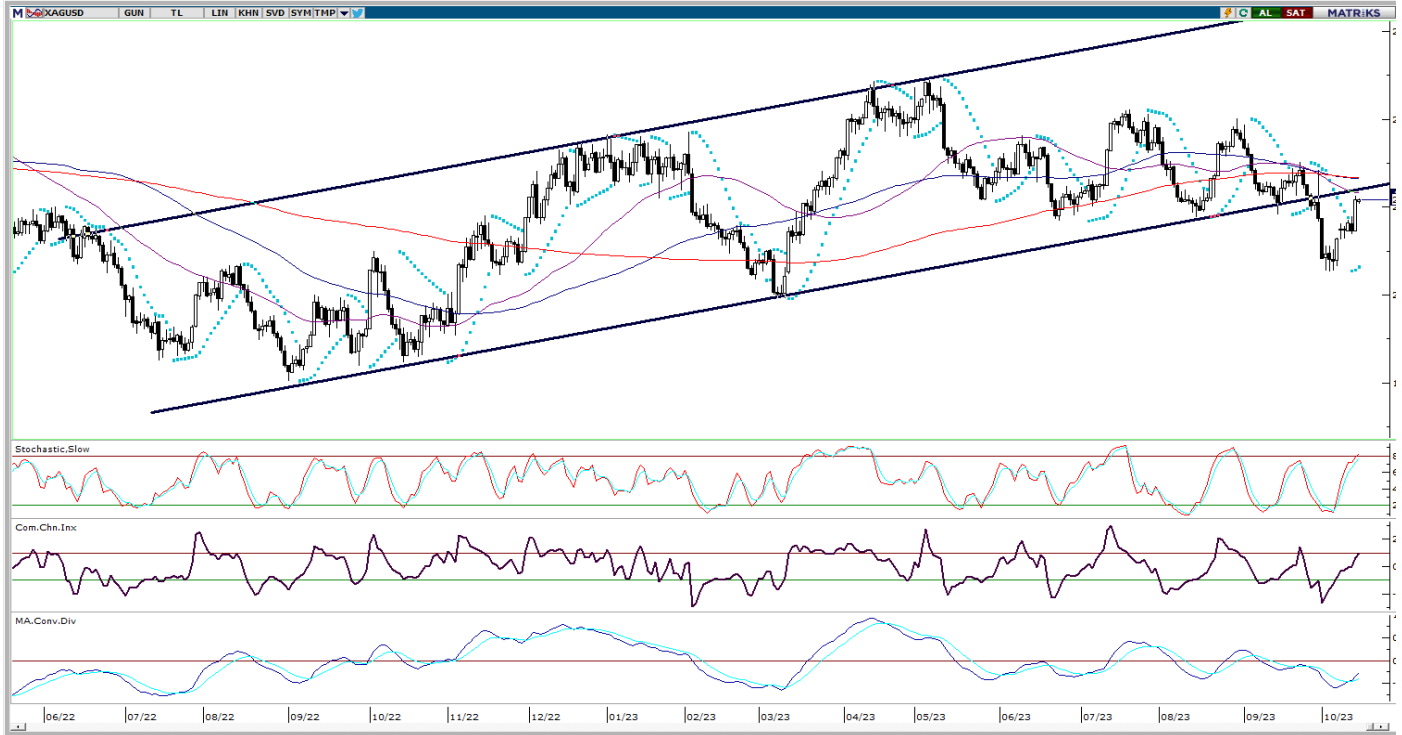 M XAGUSD GUN TL LIN KHN SVD SYM TMP AL SAT MATRİKS
Stochastic,Slow
Com.Chn.Inx
MA.Conv.Div
06/22 07/22 08/22 09/22 10/22 11/22 12/22 01/23 02/23 03/23 04/23 05/23 06/23 07/23 08/23 09/23 10/23